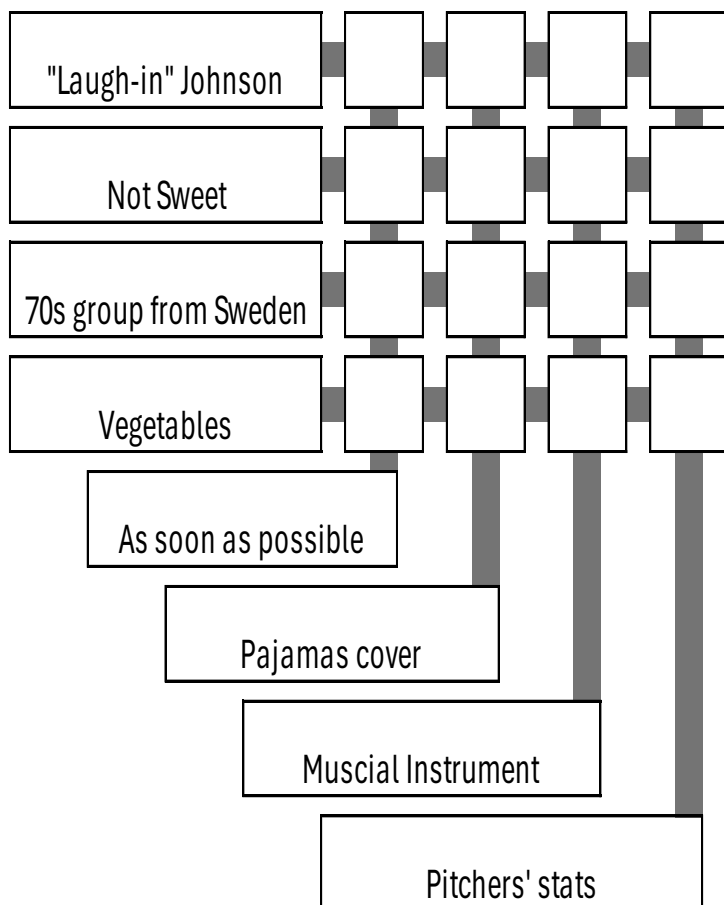 "Laugh-in" Johnson
Not Sweet
70s group from Sweden
Vegetables
As soon as possible
Pajamas cover
Muscial Instrument
Pitchers' stats